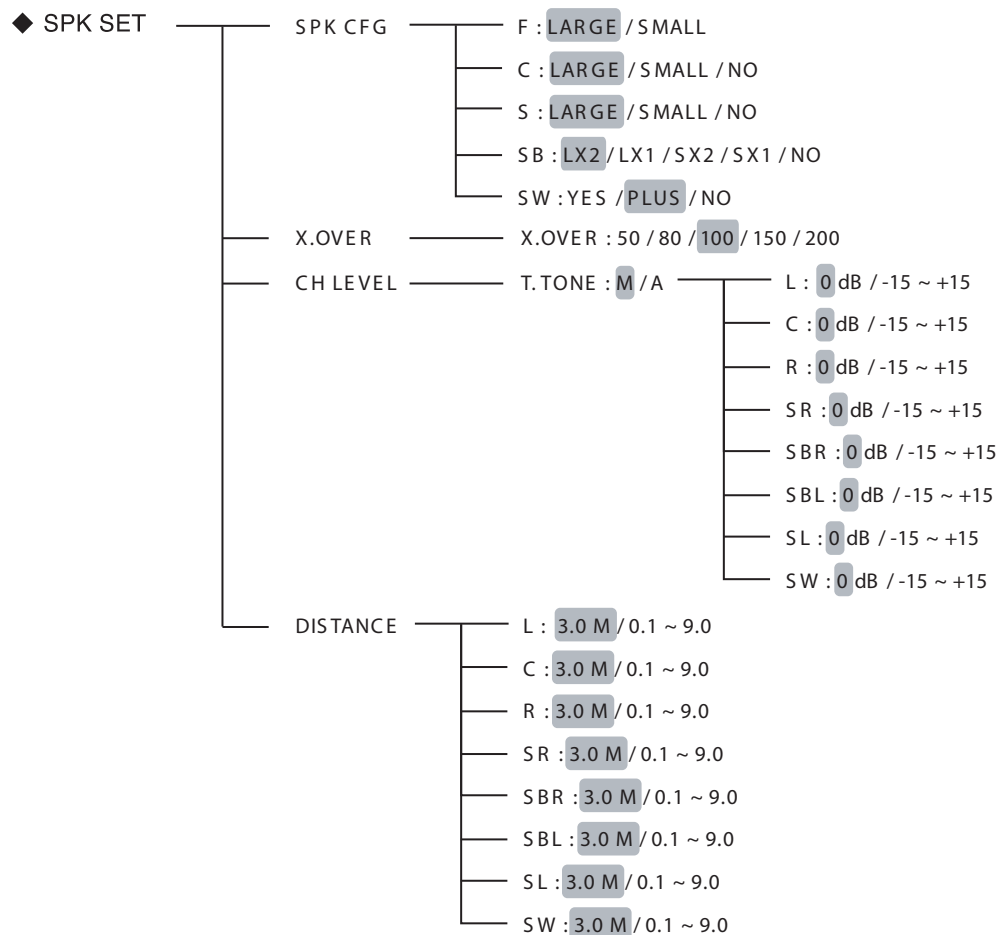 ◆ SPK SET
SPK CFG
F : LARGE / SMALL
C : LARGE / SMALL / NO
S : LARGE / SMALL / NO
SB : LX2 / LX1 / SX2 / SX1 / NO
SW : YES / PLUS / NO
X.OVER
X.OVER : 50 / 80 / 100 / 150 / 200
CH LEVEL
T. TONE : M / A
L : 0 dB / -15 ~ +15
C : 0 dB / -15 ~ +15
R : 0 dB / -15 ~ +15
SR : 0 dB / -15 ~ +15
SBR : 0 dB / -15 ~ +15
SBL : 0 dB / -15 ~ +15
SL : 0 dB / -15 ~ +15
SW : 0 dB / -15 ~ +15
DISTANCE
L : 3.0 M / 0.1 ~ 9.0
C : 3.0 M / 0.1 ~ 9.0
R : 3.0 M / 0.1 ~ 9.0
SR : 3.0 M / 0.1 ~ 9.0
SBR : 3.0 M / 0.1 ~ 9.0
SBL : 3.0 M / 0.1 ~ 9.0
SL : 3.0 M / 0.1 ~ 9.0
SW : 3.0 M / 0.1 ~ 9.0